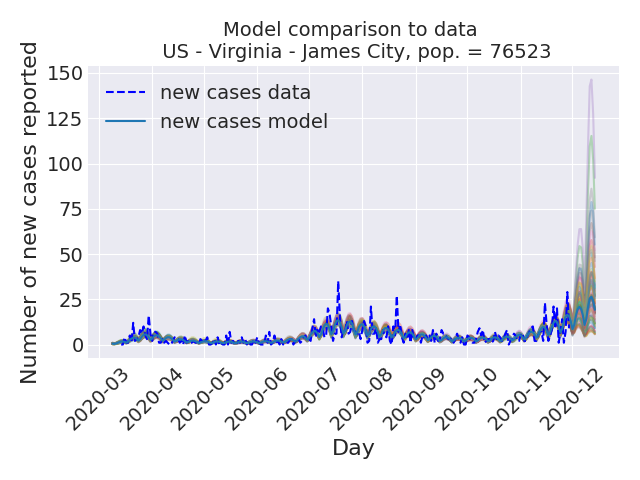 Model comparison to data
US - Virginia - James City, pop. = 76523
Number of new cases reported
150
125
100
75
50
25
0
new cases data
new cases model
2020-03
2020-04
2020-05
2020-06
2020-07
2020-08
2020-09
2020-10
2020-11
2020-12
Day